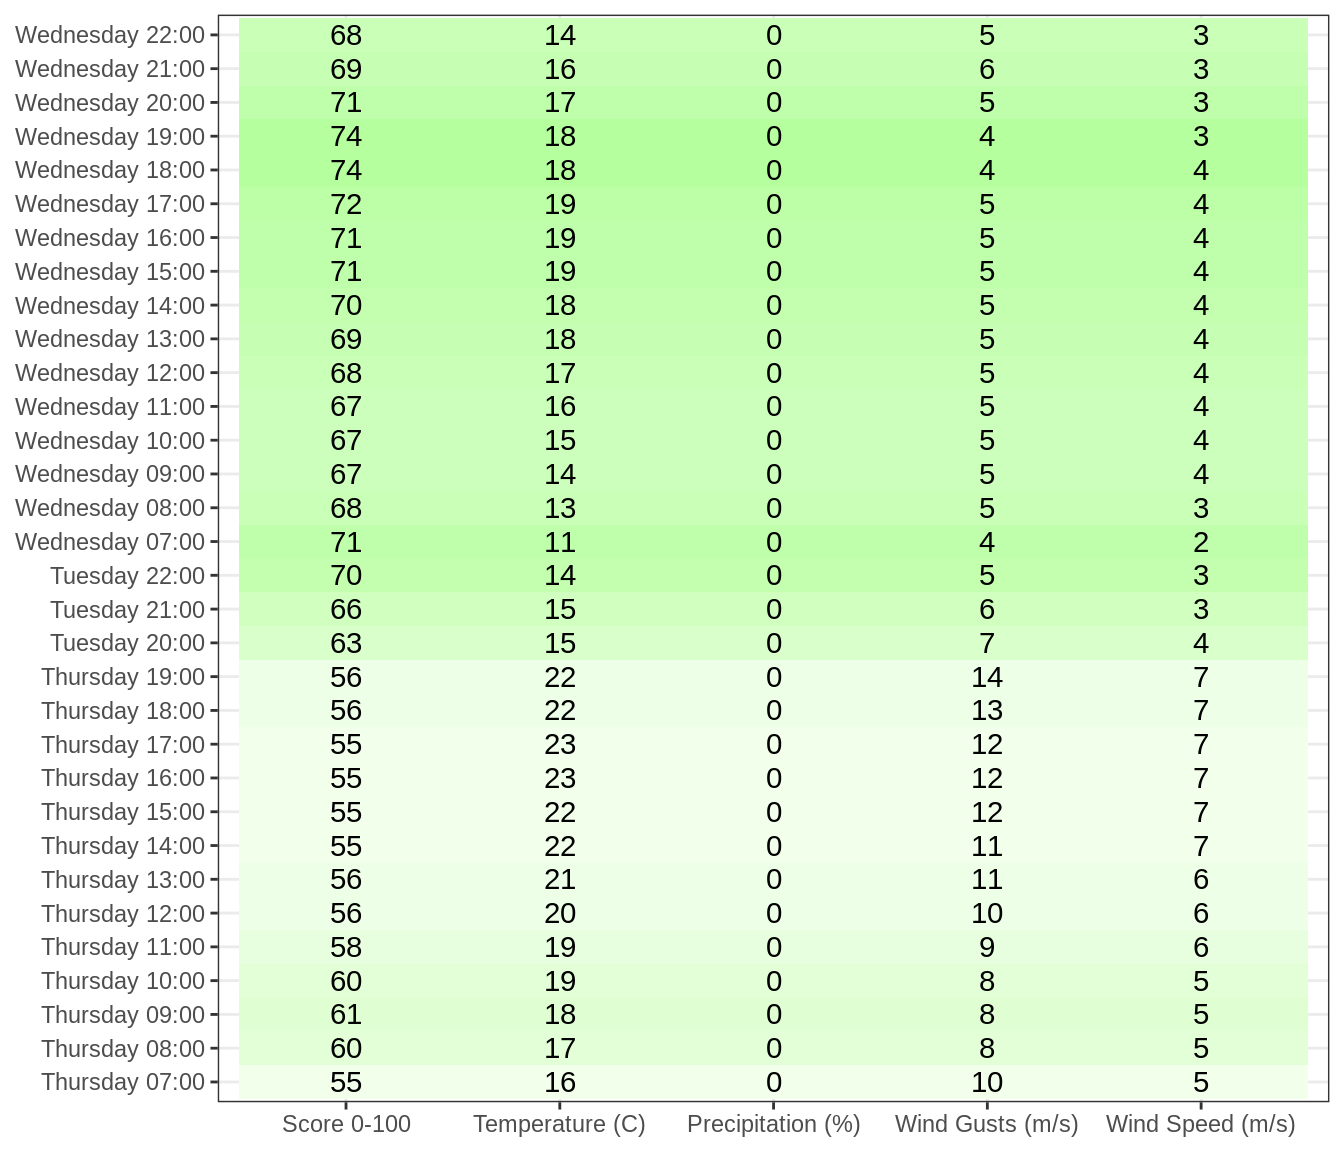 Wednesday 22:00 68 14 0 5 3
Wednesday 21:00 69 16 0 6 3
Wednesday 20:00 71 17 0 5 3
Wednesday 19:00 74 18 0 4 3
Wednesday 18:00 74 18 0 4 4
Wednesday 17:00 72 19 0 5 4
Wednesday 16:00 71 19 0 5 4
Wednesday 15:00 71 19 0 5 4
Wednesday 14:00 70 18 0 5 4
Wednesday 13:00 69 18 0 5 4
Wednesday 12:00 68 17 0 5 4
Wednesday 11:00 67 16 0 5 4
Wednesday 10:00 67 15 0 5 4
Wednesday 09:00 67 14 0 5 4
Wednesday 08:00 68 13 0 5 3
Wednesday 07:00 71 11 0 4 2
Tuesday 22:00 70 14 0 5 3
Tuesday 21:00 66 15 0 6 3
Tuesday 20:00 63 15 0 7 4
Thursday 19:00 56 22 0 14 7
Thursday 18:00 56 22 0 13 7
Thursday 17:00 55 23 0 12 7
Thursday 16:00 55 23 0 12 7
Thursday 15:00 55 22 0 12 7
Thursday 14:00 55 22 0 11 7
Thursday 13:00 56 21 0 11 6
Thursday 12:00 56 20 0 10 6
Thursday 11:00 58 19 0 9 6
Thursday 10:00 60 19 0 8 5
Thursday 09:00 61 18 0 8 5
Thursday 08:00 60 17 0 8 5
Thursday 07:00 55 16 0 10 5
Score 0-100 Temperature (C) Precipitation (%) Wind Gusts (m/s) Wind Speed (m/s)